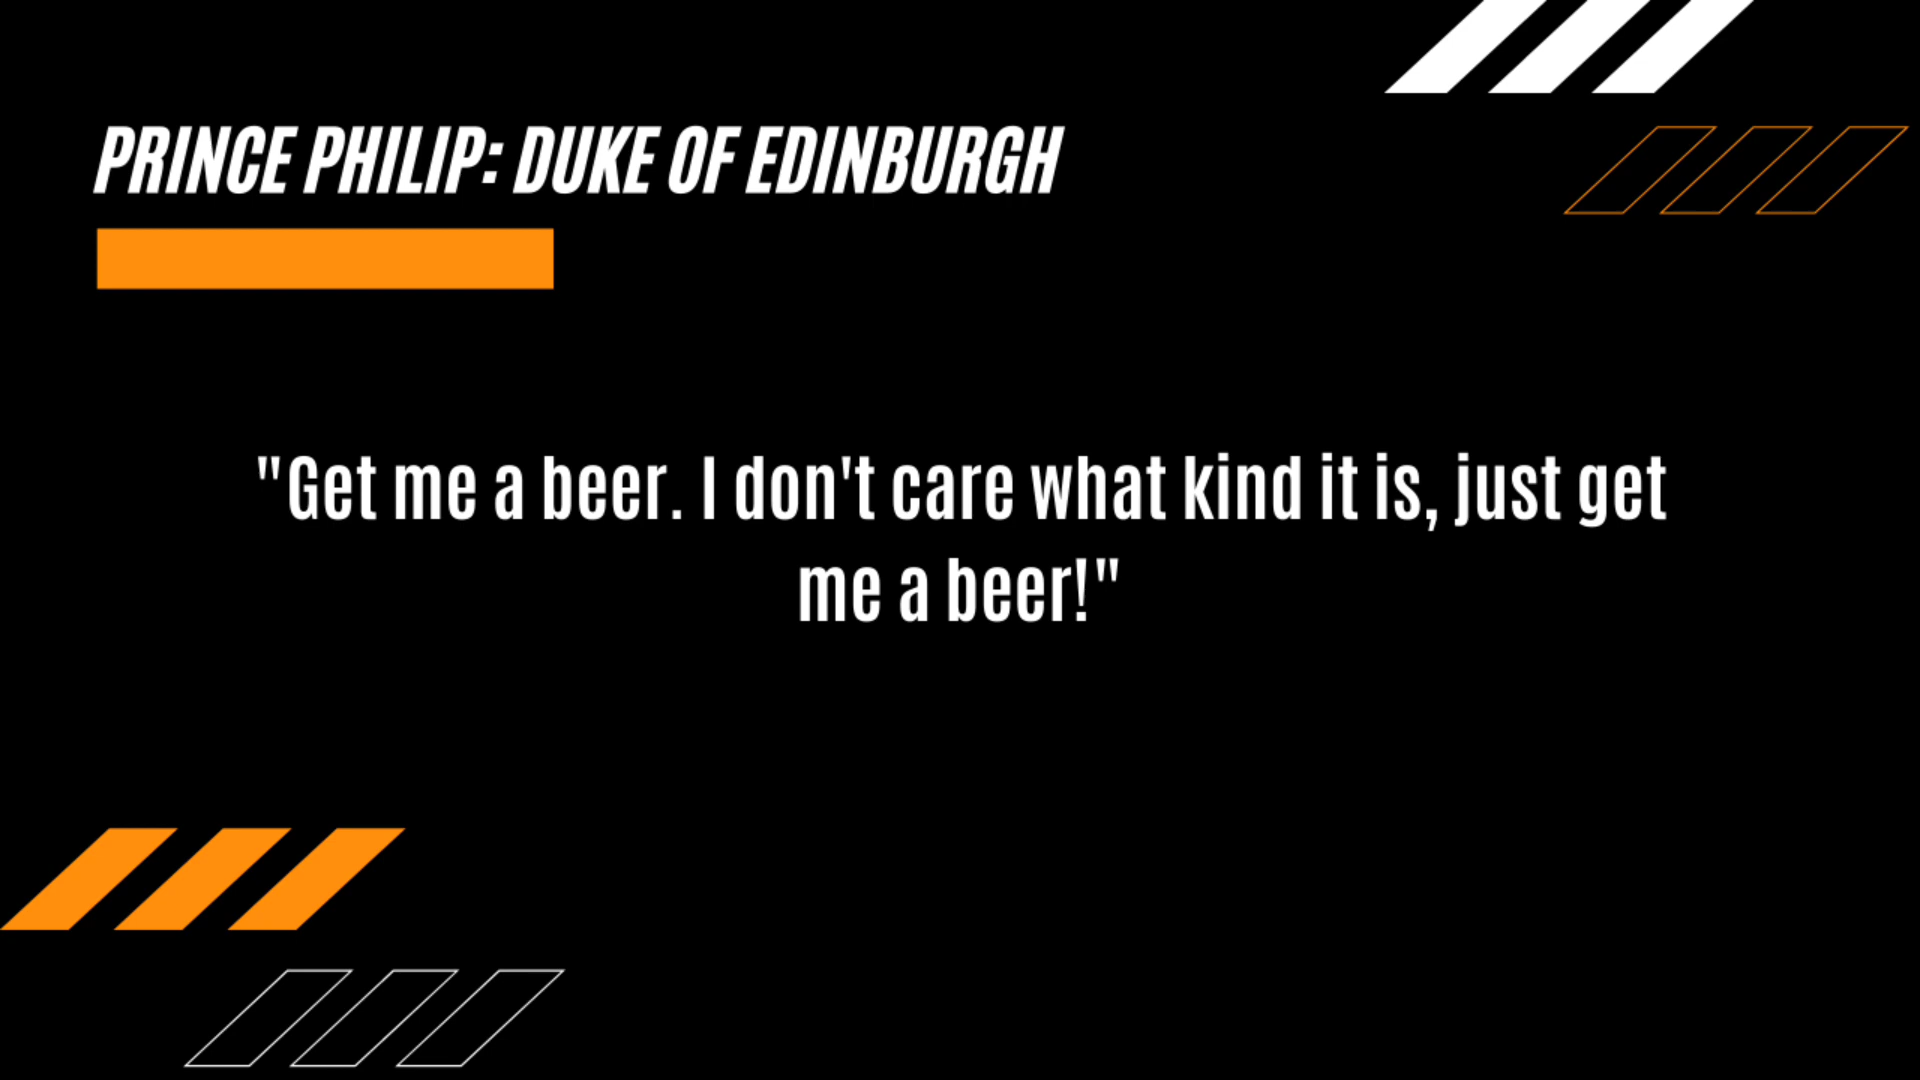 PRINCE PHILIP: DUKE OF EDINBURGH
"Get me a beer. I don't care what kind it is, just get
me a beer!"